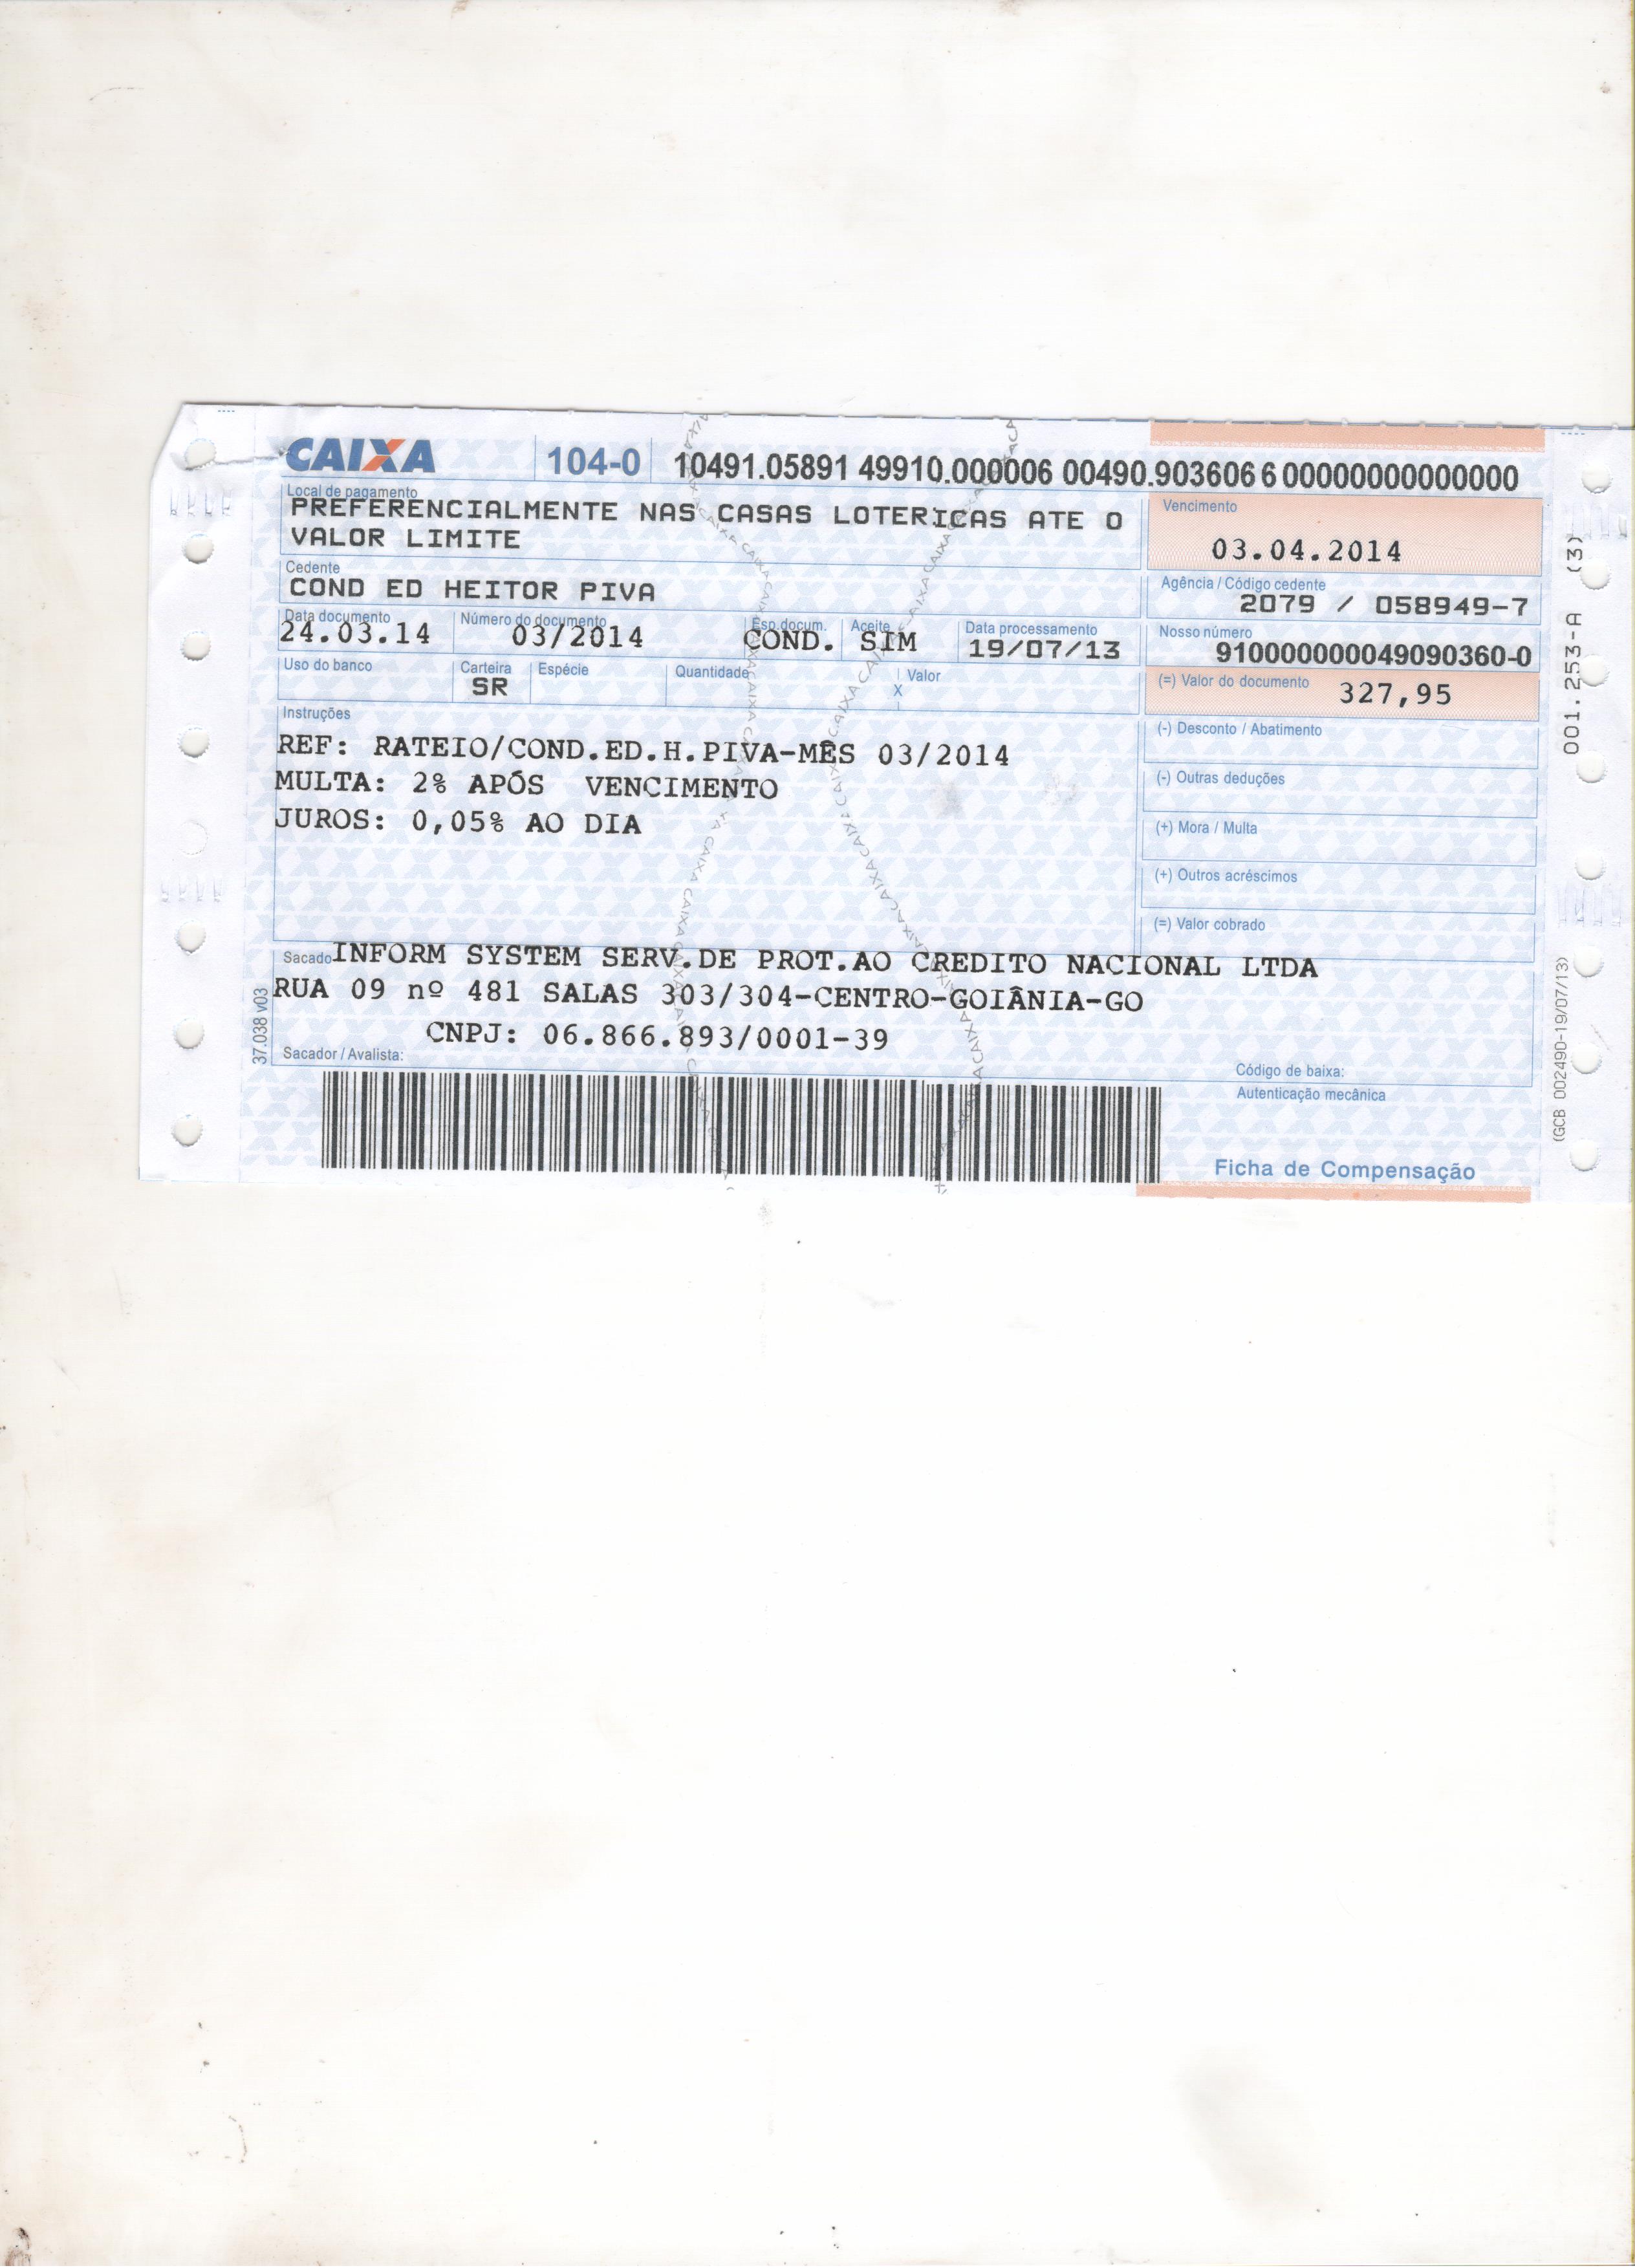 CAIXA 104-0 10491.05891 49910.000006 00490.903606 6 00000000000000
Local de pagamento
PREFERENCIALMENTE NAS CASAS LOTERICAS ATE O
VALOR LIMITE
Vencimento
03.04.2014
Cedente
COND ED HEITOR PIVA
Agência / Código cedente
2079 / 058949-7
Data documento
24.03.14
Número do documento
03/2014
Esp.docum.
COND.
Aceite
SIM
Data processamento
19/07/13
Nosso número
910000000049090360-0
Uso do banco
Carteira
SR
Espécie
Quantidade
Valor
X
(=) Valor do documento 327,95
Instruções
REF: RATEIO/COND.ED.H.PIVA-MÊS 03/2014
MULTA: 2% APÓS VENCIMENTO
JUROS: 0,05% AO DIA
(-) Desconto / Abatimento
(-) Outras deduções
(+) Mora / Multa
(+) Outros acréscimos
(=) Valor cobrado
Sacado INFORM SYSTEM SERV.DE PROT.AO CREDITO NACIONAL LTDA
RUA 09 nº 481 SALAS 303/304-CENTRO-GOIÂNIA-GO
CNPJ: 06.866.893/0001-39
Sacador / Avalista:
Código de baixa:
Autenticação mecânica
Ficha de Compensação
37.038 v03
001.253-A (3)
(GCB 002490-19/07/13)